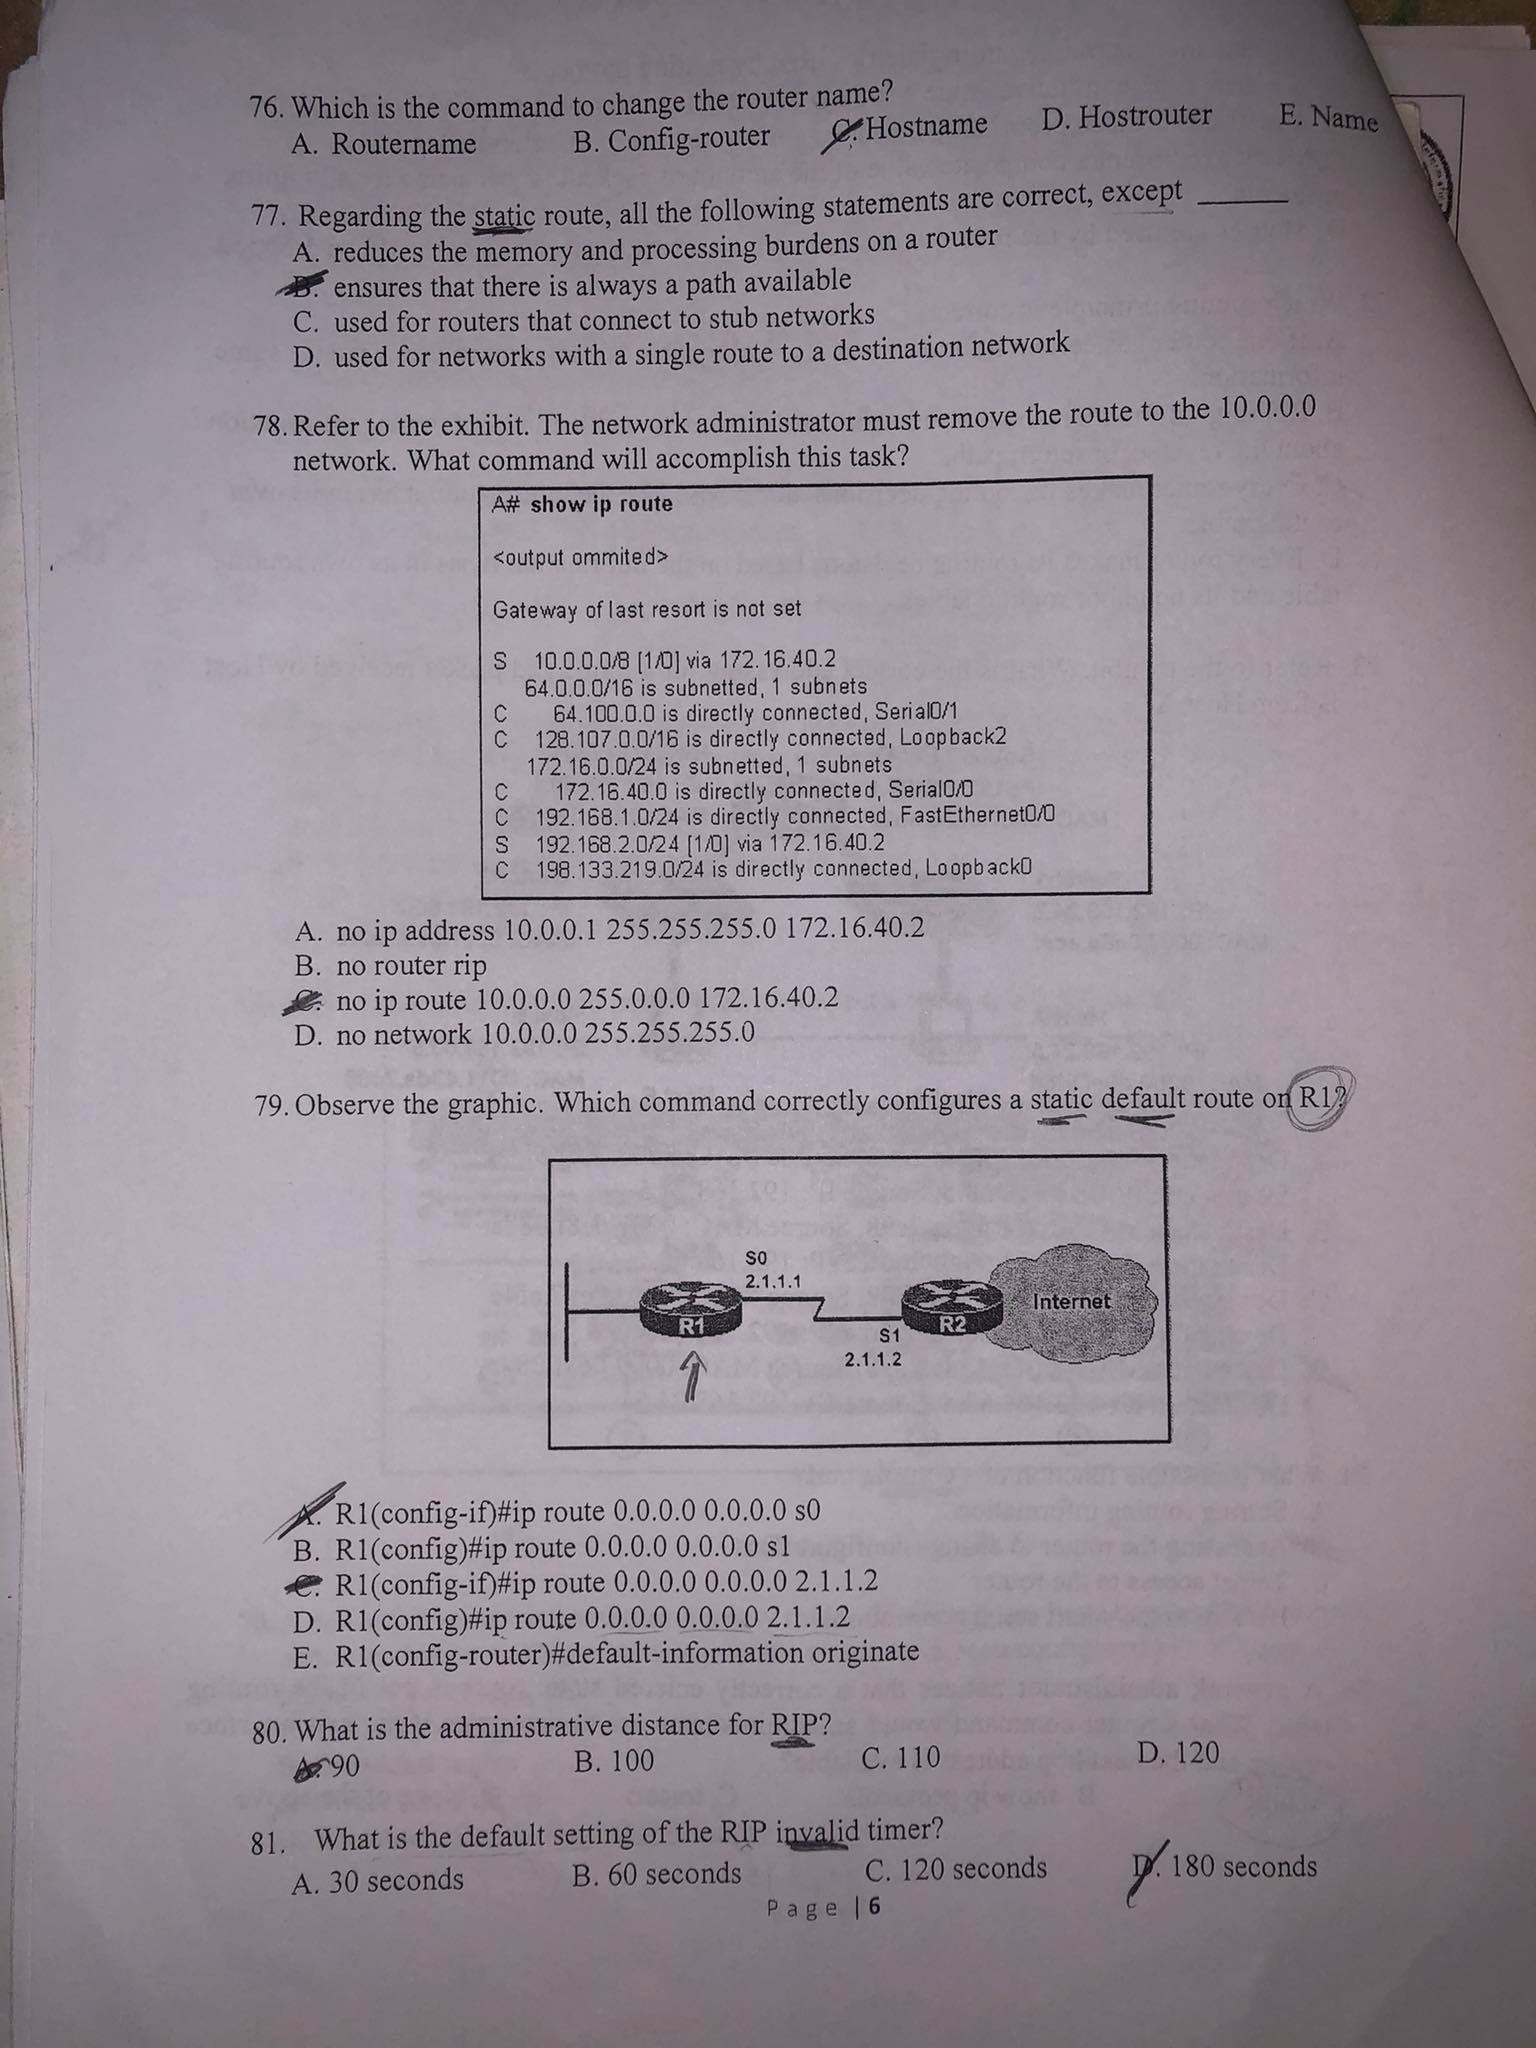 76. Which is the command to change the router name?
A. Routername B. Config-router C. Hostname D. Hostrouter E. Name
77. Regarding the static route, all the following statements are correct, except ______
A. reduces the memory and processing burdens on a router
B. ensures that there is always a path available
C. used for routers that connect to stub networks
D. used for networks with a single route to a destination network
78. Refer to the exhibit. The network administrator must remove the route to the 10.0.0.0
network. What command will accomplish this task?
A# show ip route
<output ommited>
Gateway of last resort is not set
S 10.0.0.0/8 [1/0] via 172.16.40.2
64.0.0.0/16 is subnetted, 1 subnets
C 64.100.0.0 is directly connected, Serial0/1
C 128.107.0.0/16 is directly connected, Loopback2
172.16.0.0/24 is subnetted, 1 subnets
C 172.16.40.0 is directly connected, Serial0/0
C 192.168.1.0/24 is directly connected, FastEthernet0/0
S 192.168.2.0/24 [1/0] via 172.16.40.2
C 198.133.219.0/24 is directly connected, Loopback0
A. no ip address 10.0.0.1 255.255.255.0 172.16.40.2
B. no router rip
C. no ip route 10.0.0.0 255.0.0.0 172.16.40.2
D. no network 10.0.0.0 255.255.255.0
79. Observe the graphic. Which command correctly configures a static default route on R1?
S0
2.1.1.1
R1
R2
Internet
S1
2.1.1.2
A. R1(config-if)#ip route 0.0.0.0 0.0.0.0 s0
B. R1(config)#ip route 0.0.0.0 0.0.0.0 s1
C. R1(config-if)#ip route 0.0.0.0 0.0.0.0 2.1.1.2
D. R1(config)#ip route 0.0.0.0 0.0.0.0 2.1.1.2
E. R1(config-router)#default-information originate
80. What is the administrative distance for RIP?
A. 90 B. 100 C. 110 D. 120
81. What is the default setting of the RIP invalid timer?
A. 30 seconds B. 60 seconds C. 120 seconds D. 180 seconds
Page | 6